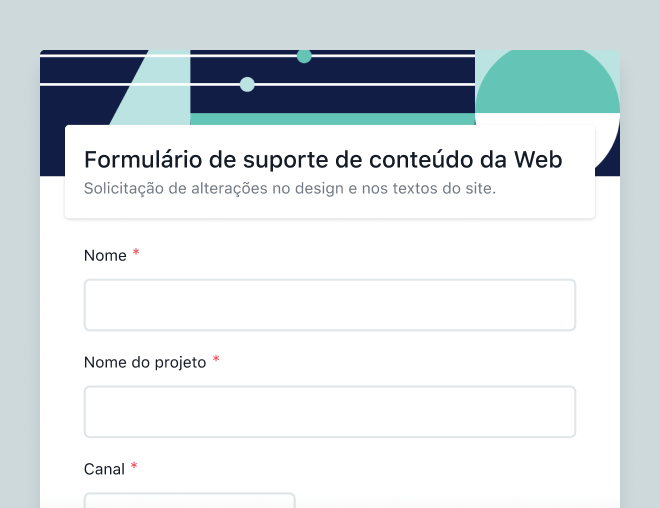 Formulário de suporte de conteúdo da Web
Solicitação de alterações no design e nos textos do site.
Nome *
Nome do projeto *
Canal *